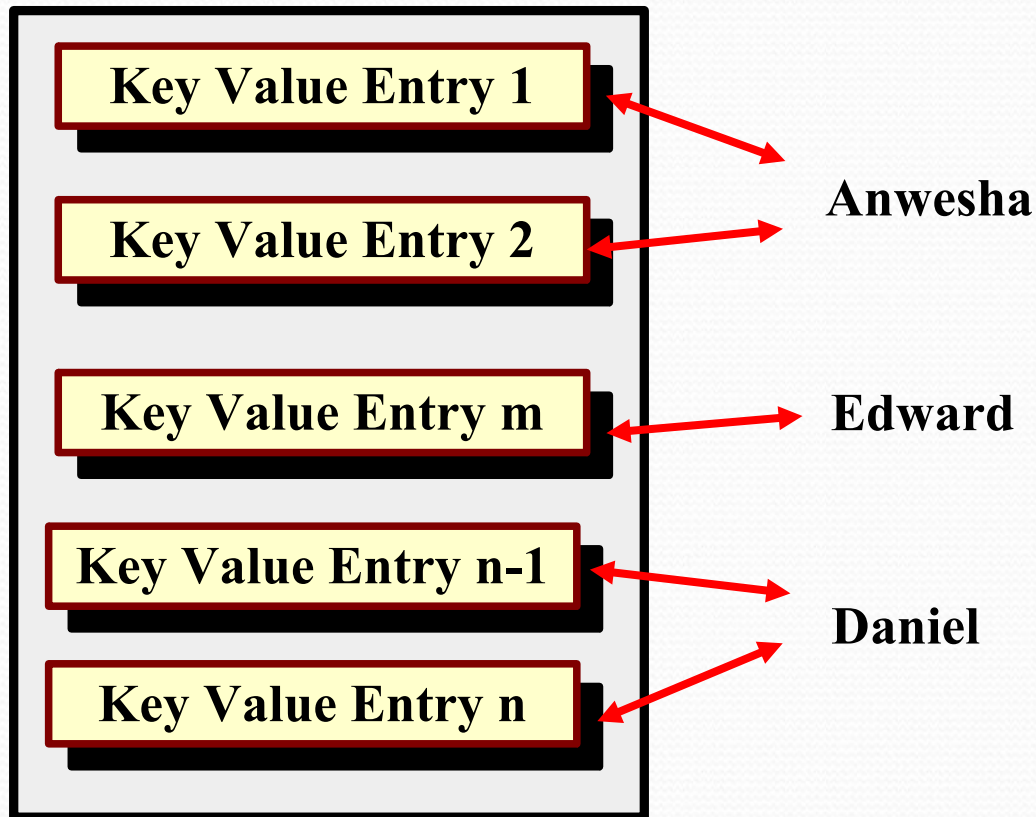 Key Value Entry 1
Anwesha
Key Value Entry 2
Key Value Entry m
Edward
Key Value Entry n-1
Daniel
Key Value Entry n